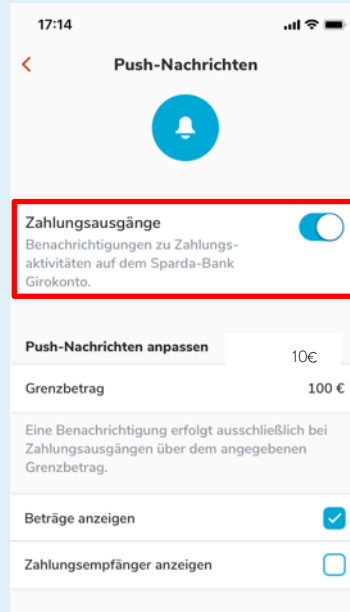 17:14
Push-Nachrichten
Zahlungsausgänge
Benachrichtigungen zu Zahlungs-
aktivitäten auf dem Sparda-Bank
Girokonto.
Push-Nachrichten anpassen
10€
Grenzbetrag 100 €
Eine Benachrichtigung erfolgt ausschließlich bei
Zahlungsausgängen über dem angegebenen
Grenzbetrag.
Beträge anzeigen
Zahlungsempfänger anzeigen